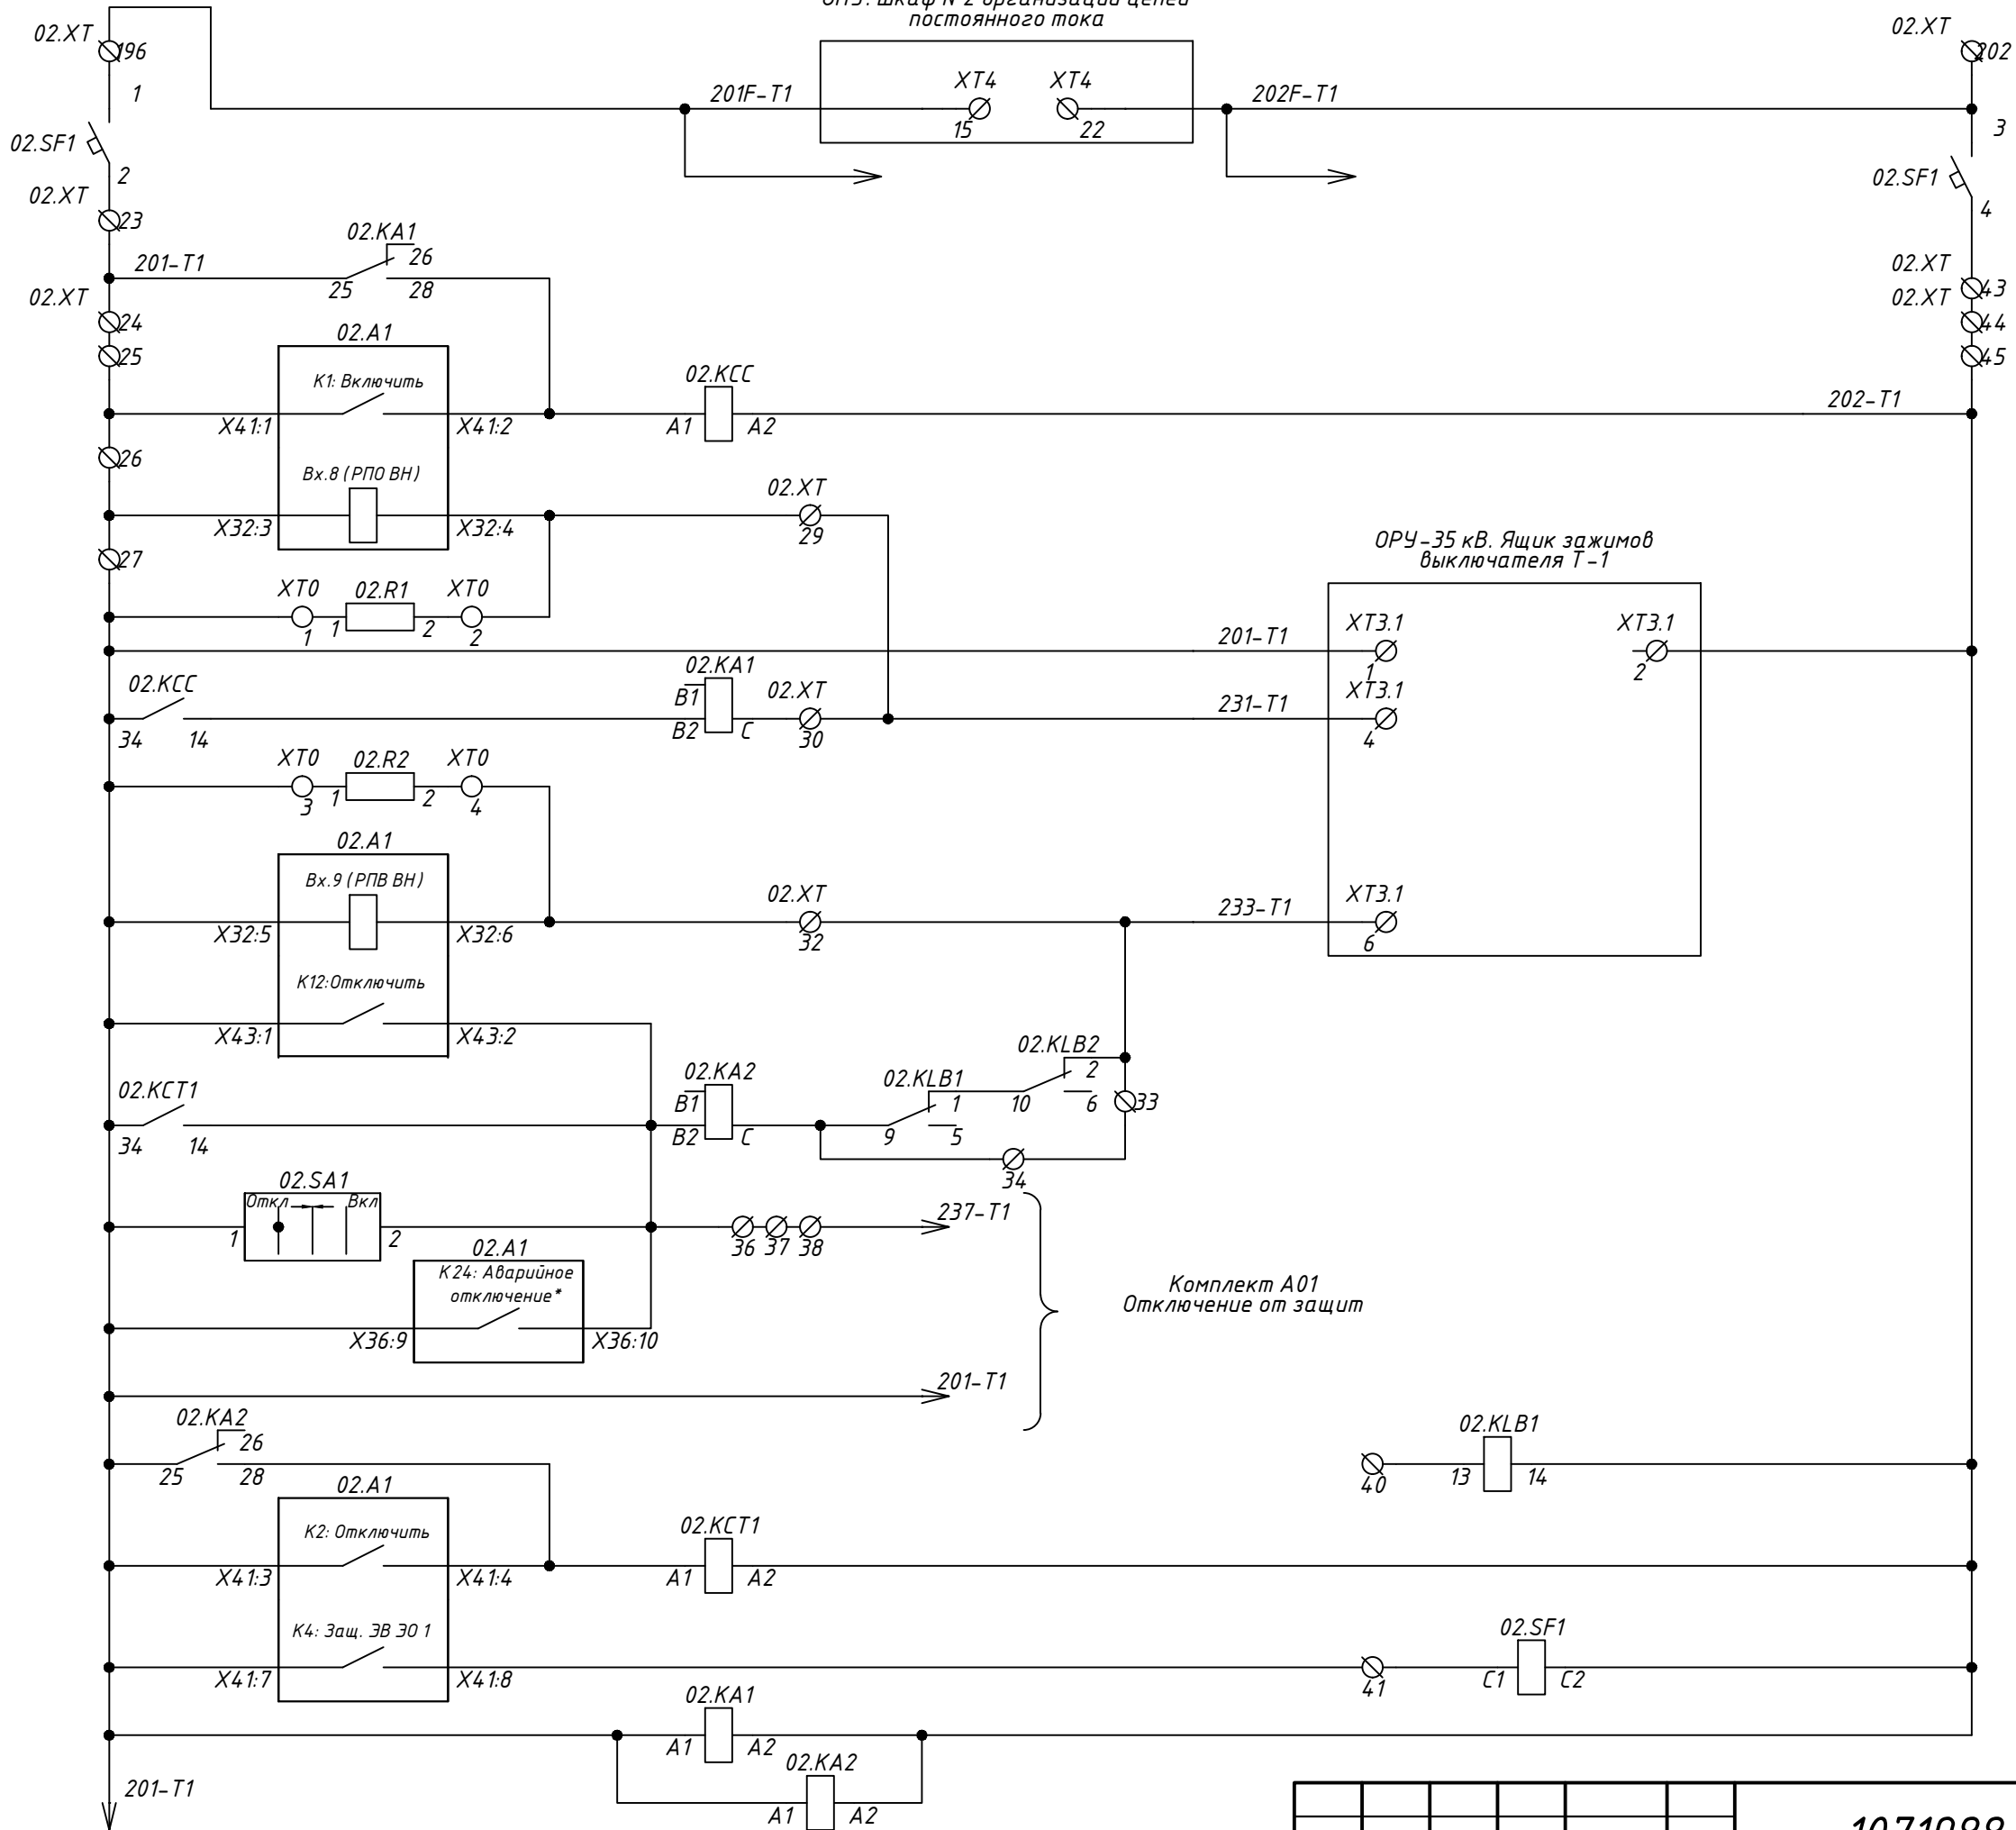 ОПУ. Шкаф №2 организации цепей
постоянного тока
02.XT
196
1
02.SF1
2
02.XT
23
201-T1
02.XT
24
25
26
27
XT4
15
XT4
22
201F-T1
202F-T1
02.XT
202
3
02.SF1
4
02.XT
43
02.XT
44
45
02.KA1
25
26
28
02.A1
K1: Включить
X41:1
X41:2
02.KCC
A1
A2
202-T1
Вх.8 (РПО ВН)
X32:3
X32:4
02.XT
29
XT0
1
1
02.R1
2
XT0
2
ОРУ-35 кВ. Ящик зажимов
выключателя Т-1
201-T1
XT3.1
1
XT3.1
2
02.KCC
34
14
02.KA1
B1
B2
C
02.XT
30
231-T1
XT3.1
4
XT0
3
1
02.R2
2
XT0
4
02.A1
Вх.9 (РПВ ВН)
X32:5
X32:6
02.XT
32
233-T1
XT3.1
6
K12:Отключить
X43:1
X43:2
02.KCT1
34
14
02.KA2
B1
B2
C
02.KLB1
9
1
5
02.KLB2
10
2
6
33
34
02.SA1
Откл
Вкл
1
2
36
37
38
237-T1
02.A1
K24: Аварийное
отключение*
X36:9
X36:10
Комплект А01
Отключение от защит
201-T1
02.KA2
25
26
28
40
02.KLB1
13
14
02.A1
K2: Отключить
X41:3
X41:4
02.KCT1
A1
A2
K4: Защ. ЭВ ЭО 1
X41:7
X41:8
41
02.SF1
C1
C2
02.KA1
A1
A2
02.KA2
A1
A2
201-T1